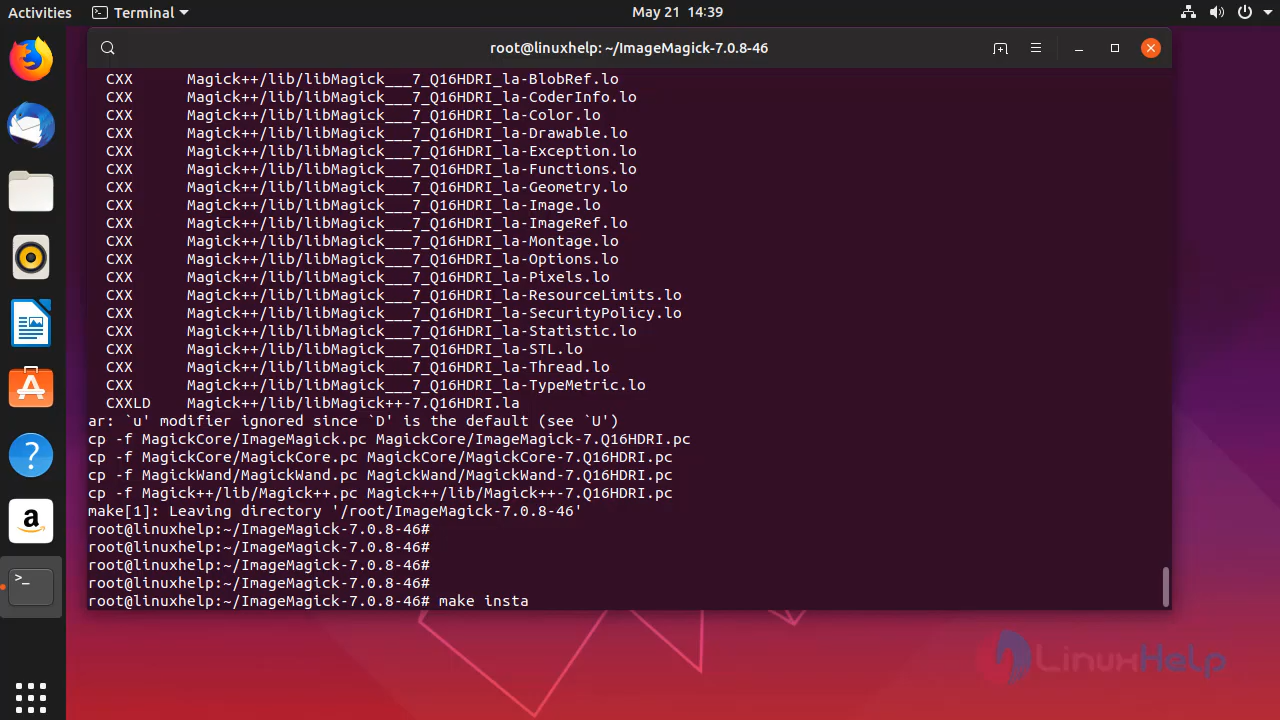 Activities
Terminal
May 21 14:39
root@linuxhelp: ~/ImageMagick-7.0.8-46
CXX Magick++/lib/libMagick___7_Q16HDRI_la-BlobRef.lo
CXX Magick++/lib/libMagick___7_Q16HDRI_la-CoderInfo.lo
CXX Magick++/lib/libMagick___7_Q16HDRI_la-Color.lo
CXX Magick++/lib/libMagick___7_Q16HDRI_la-Drawable.lo
CXX Magick++/lib/libMagick___7_Q16HDRI_la-Exception.lo
CXX Magick++/lib/libMagick___7_Q16HDRI_la-Functions.lo
CXX Magick++/lib/libMagick___7_Q16HDRI_la-Geometry.lo
CXX Magick++/lib/libMagick___7_Q16HDRI_la-Image.lo
CXX Magick++/lib/libMagick___7_Q16HDRI_la-ImageRef.lo
CXX Magick++/lib/libMagick___7_Q16HDRI_la-Montage.lo
CXX Magick++/lib/libMagick___7_Q16HDRI_la-Options.lo
CXX Magick++/lib/libMagick___7_Q16HDRI_la-Pixels.lo
CXX Magick++/lib/libMagick___7_Q16HDRI_la-ResourceLimits.lo
CXX Magick++/lib/libMagick___7_Q16HDRI_la-SecurityPolicy.lo
CXX Magick++/lib/libMagick___7_Q16HDRI_la-Statistic.lo
CXX Magick++/lib/libMagick___7_Q16HDRI_la-STL.lo
CXX Magick++/lib/libMagick___7_Q16HDRI_la-Thread.lo
CXX Magick++/lib/libMagick___7_Q16HDRI_la-TypeMetric.lo
CXXLD Magick++/lib/libMagick++-7.Q16HDRI.la
ar: `u' modifier ignored since `D' is the default (see `U')
cp -f MagickCore/ImageMagick.pc MagickCore/ImageMagick-7.Q16HDRI.pc
cp -f MagickCore/MagickCore.pc MagickCore/MagickCore-7.Q16HDRI.pc
cp -f MagickWand/MagickWand.pc MagickWand/MagickWand-7.Q16HDRI.pc
cp -f Magick++/lib/Magick++.pc Magick++/lib/Magick++-7.Q16HDRI.pc
make[1]: Leaving directory '/root/ImageMagick-7.0.8-46'
root@linuxhelp:~/ImageMagick-7.0.8-46#
root@linuxhelp:~/ImageMagick-7.0.8-46#
root@linuxhelp:~/ImageMagick-7.0.8-46#
root@linuxhelp:~/ImageMagick-7.0.8-46#
root@linuxhelp:~/ImageMagick-7.0.8-46# make insta
LinuxHelp